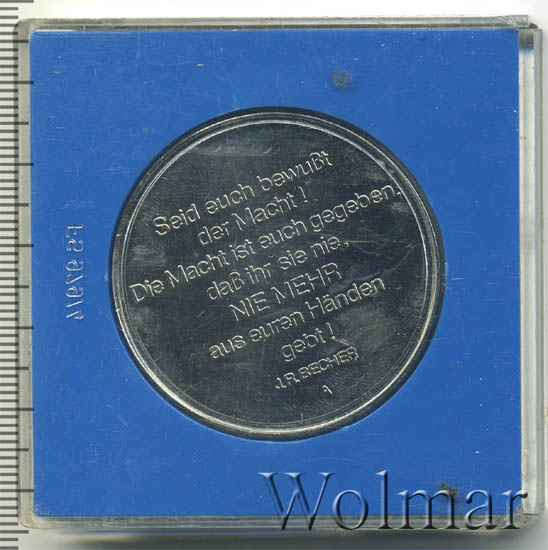 Seid euch bewußt
der Macht!
Die Macht ist euch gegeben,
daß ihr sie nie,
NIE MEHR
aus euren Händen
gebt!
J.R.BECHER
A
Wolmar